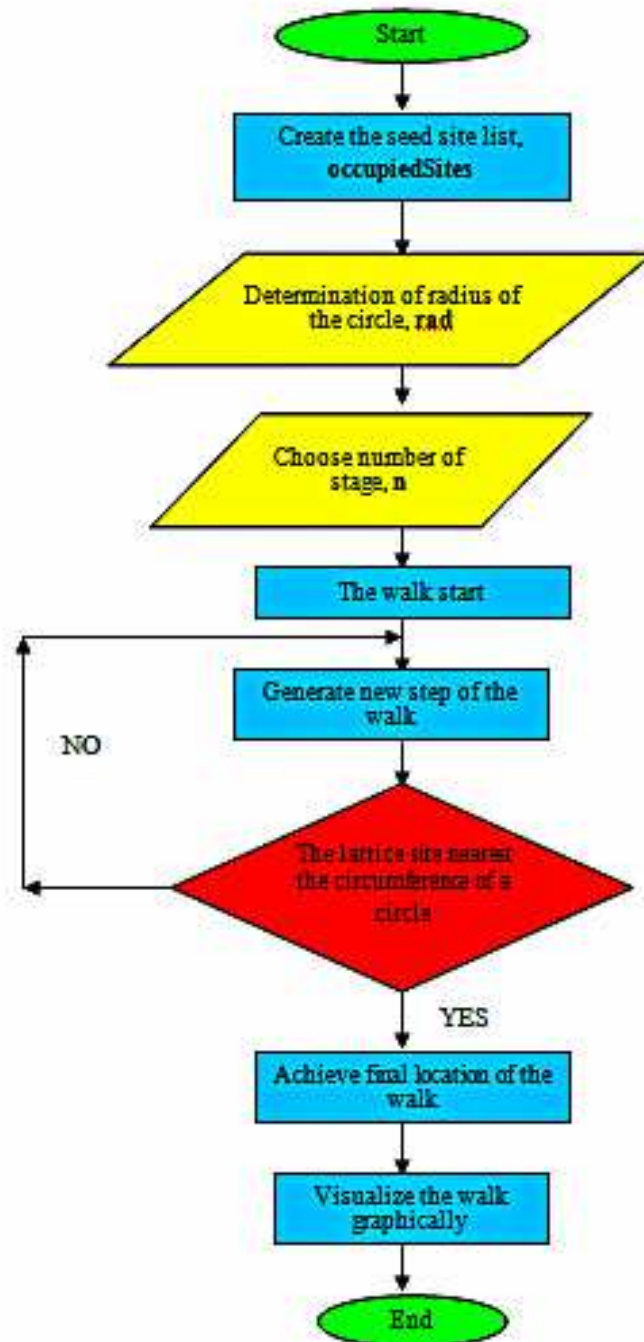 Start
Create the seed site list,
occupiedSites
Determination of radius of
the circle, rad
Choose number of
stage, n
The walk start
Generate new step of the
walk
NO
The lattice site nearest
the circumference of a
circle
YES
Achieve final location of the
walk
Visualize the walk
graphically
End